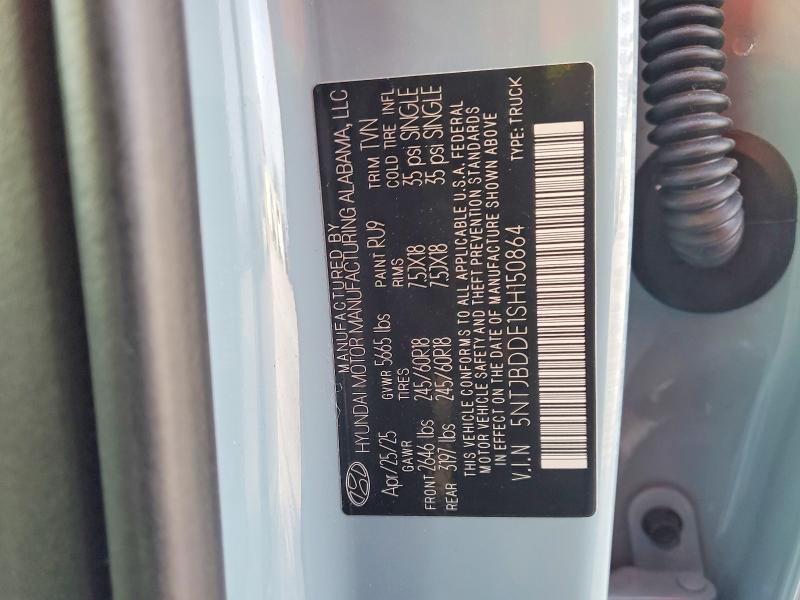 MANUFACTURED BY
HYUNDAI MOTOR MANUFACTURING ALABAMA, LLC
Apr/25/25 GVWR 5665 lbs PAINT RU9 TRIM TVN
GAWR TIRES RIMS COLD TIRE INFL
FRONT 2646 lbs 245/60R18 7.5JX18 35 psi SINGLE
REAR 3197 lbs 245/60R18 7.5JX18 35 psi SINGLE
THIS VEHICLE CONFORMS TO ALL APPLICABLE U.S.A. FEDERAL
MOTOR VEHICLE SAFETY AND THEFT PREVENTION STANDARDS
IN EFFECT ON THE DATE OF MANUFACTURE SHOWN ABOVE
V.I.N 5NTJBDDE1SH150864 TYPE: TRUCK